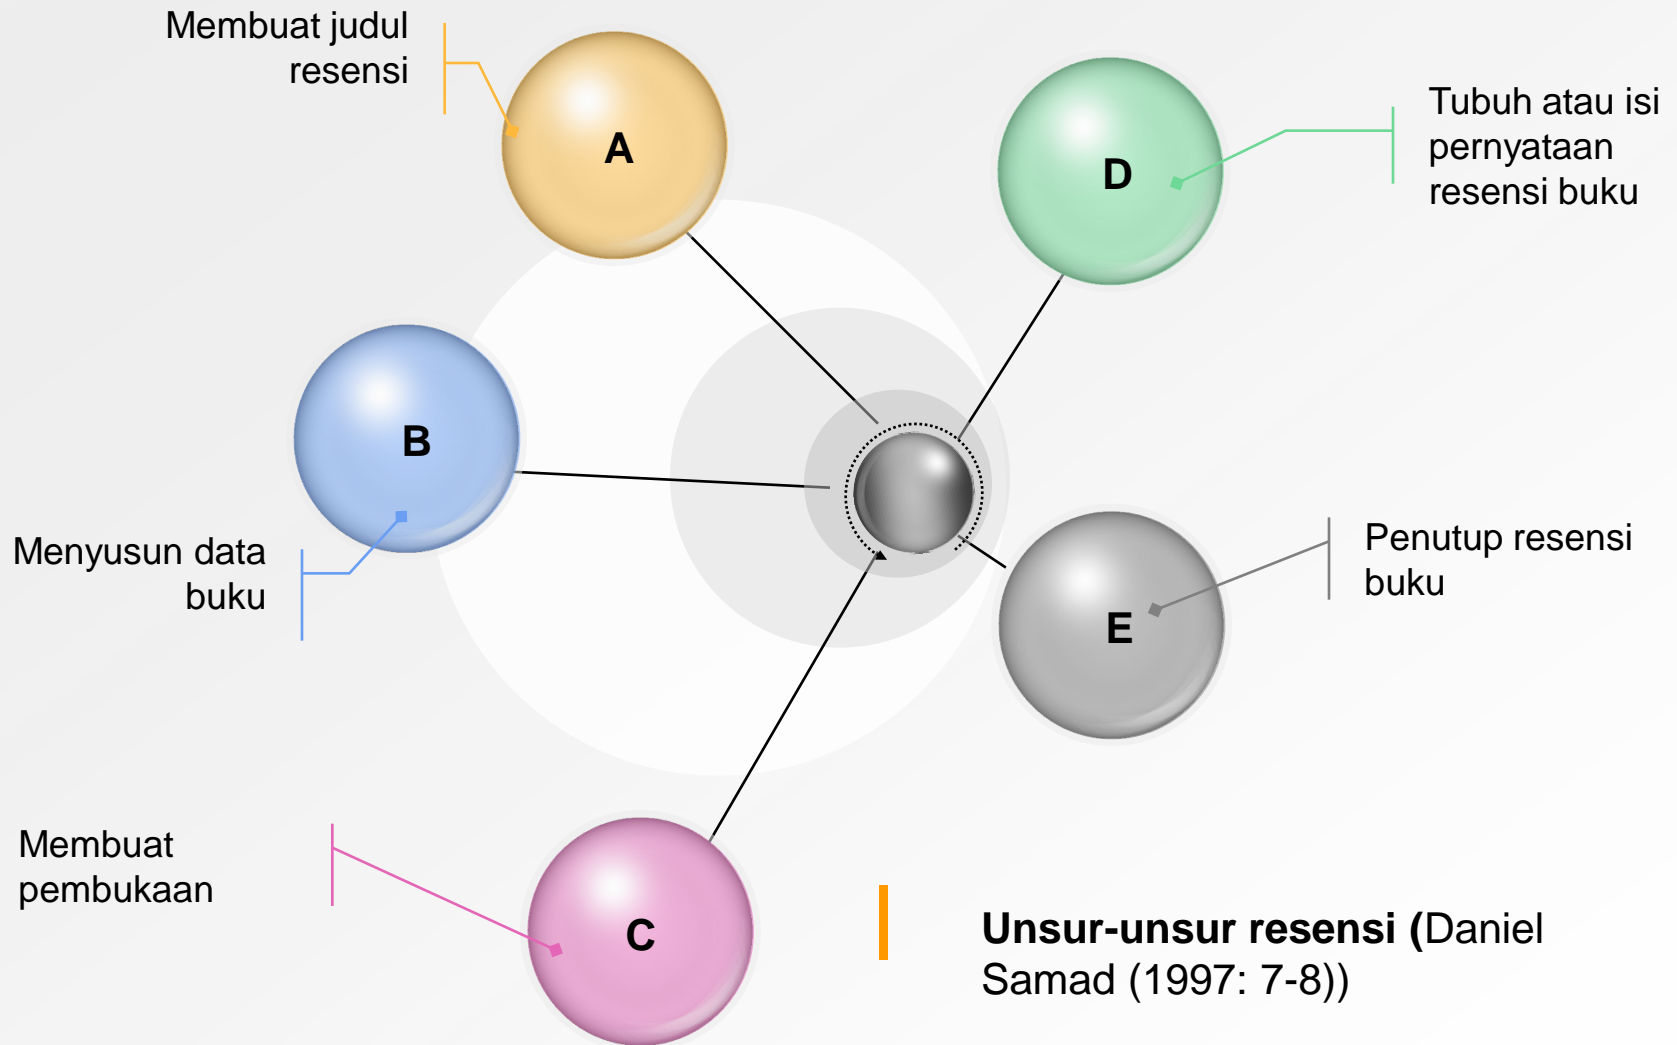 Membuat judul
resensi
A
B
Menyusun data
buku
Membuat
pembukaan
C
D
Tubuh atau isi
pernyataan
resensi buku
E
Penutup resensi
buku
Unsur-unsur resensi (Daniel
Samad (1997: 7-8))